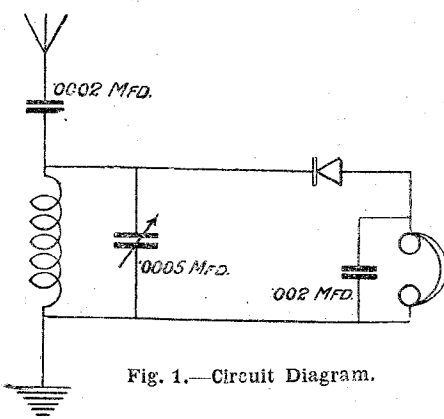 ·0002 MFD.
·0005 MFD.
·002 MFD.
Fig. 1.—Circuit Diagram.